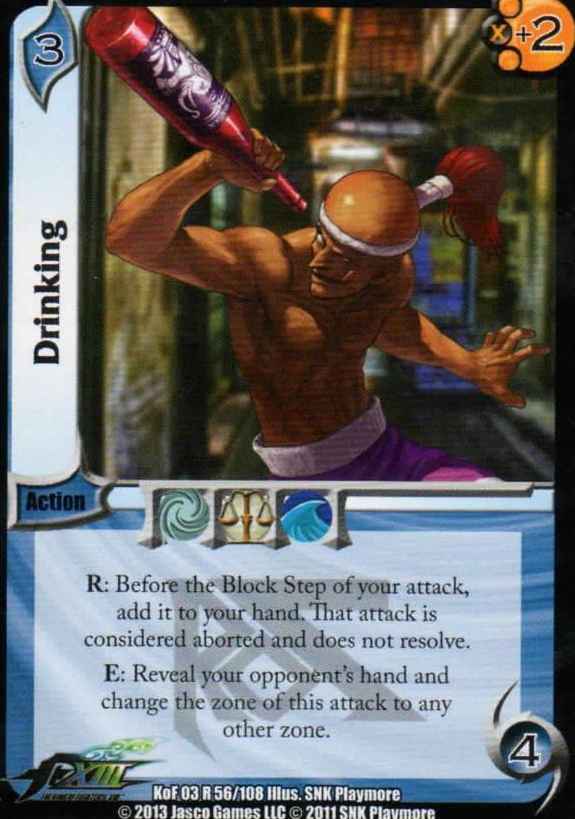 3
X+2
Drinking
Action
R: Before the Block Step of your attack,
add it to your hand. That attack is
considered aborted and does not resolve.
E: Reveal your opponent's hand and
change the zone of this attack to any
other zone.
4
XIII
KoF 03 R 56/108 Illus. SNK Playmore
© 2013 Jasco Games LLC © 2011 SNK Playmore